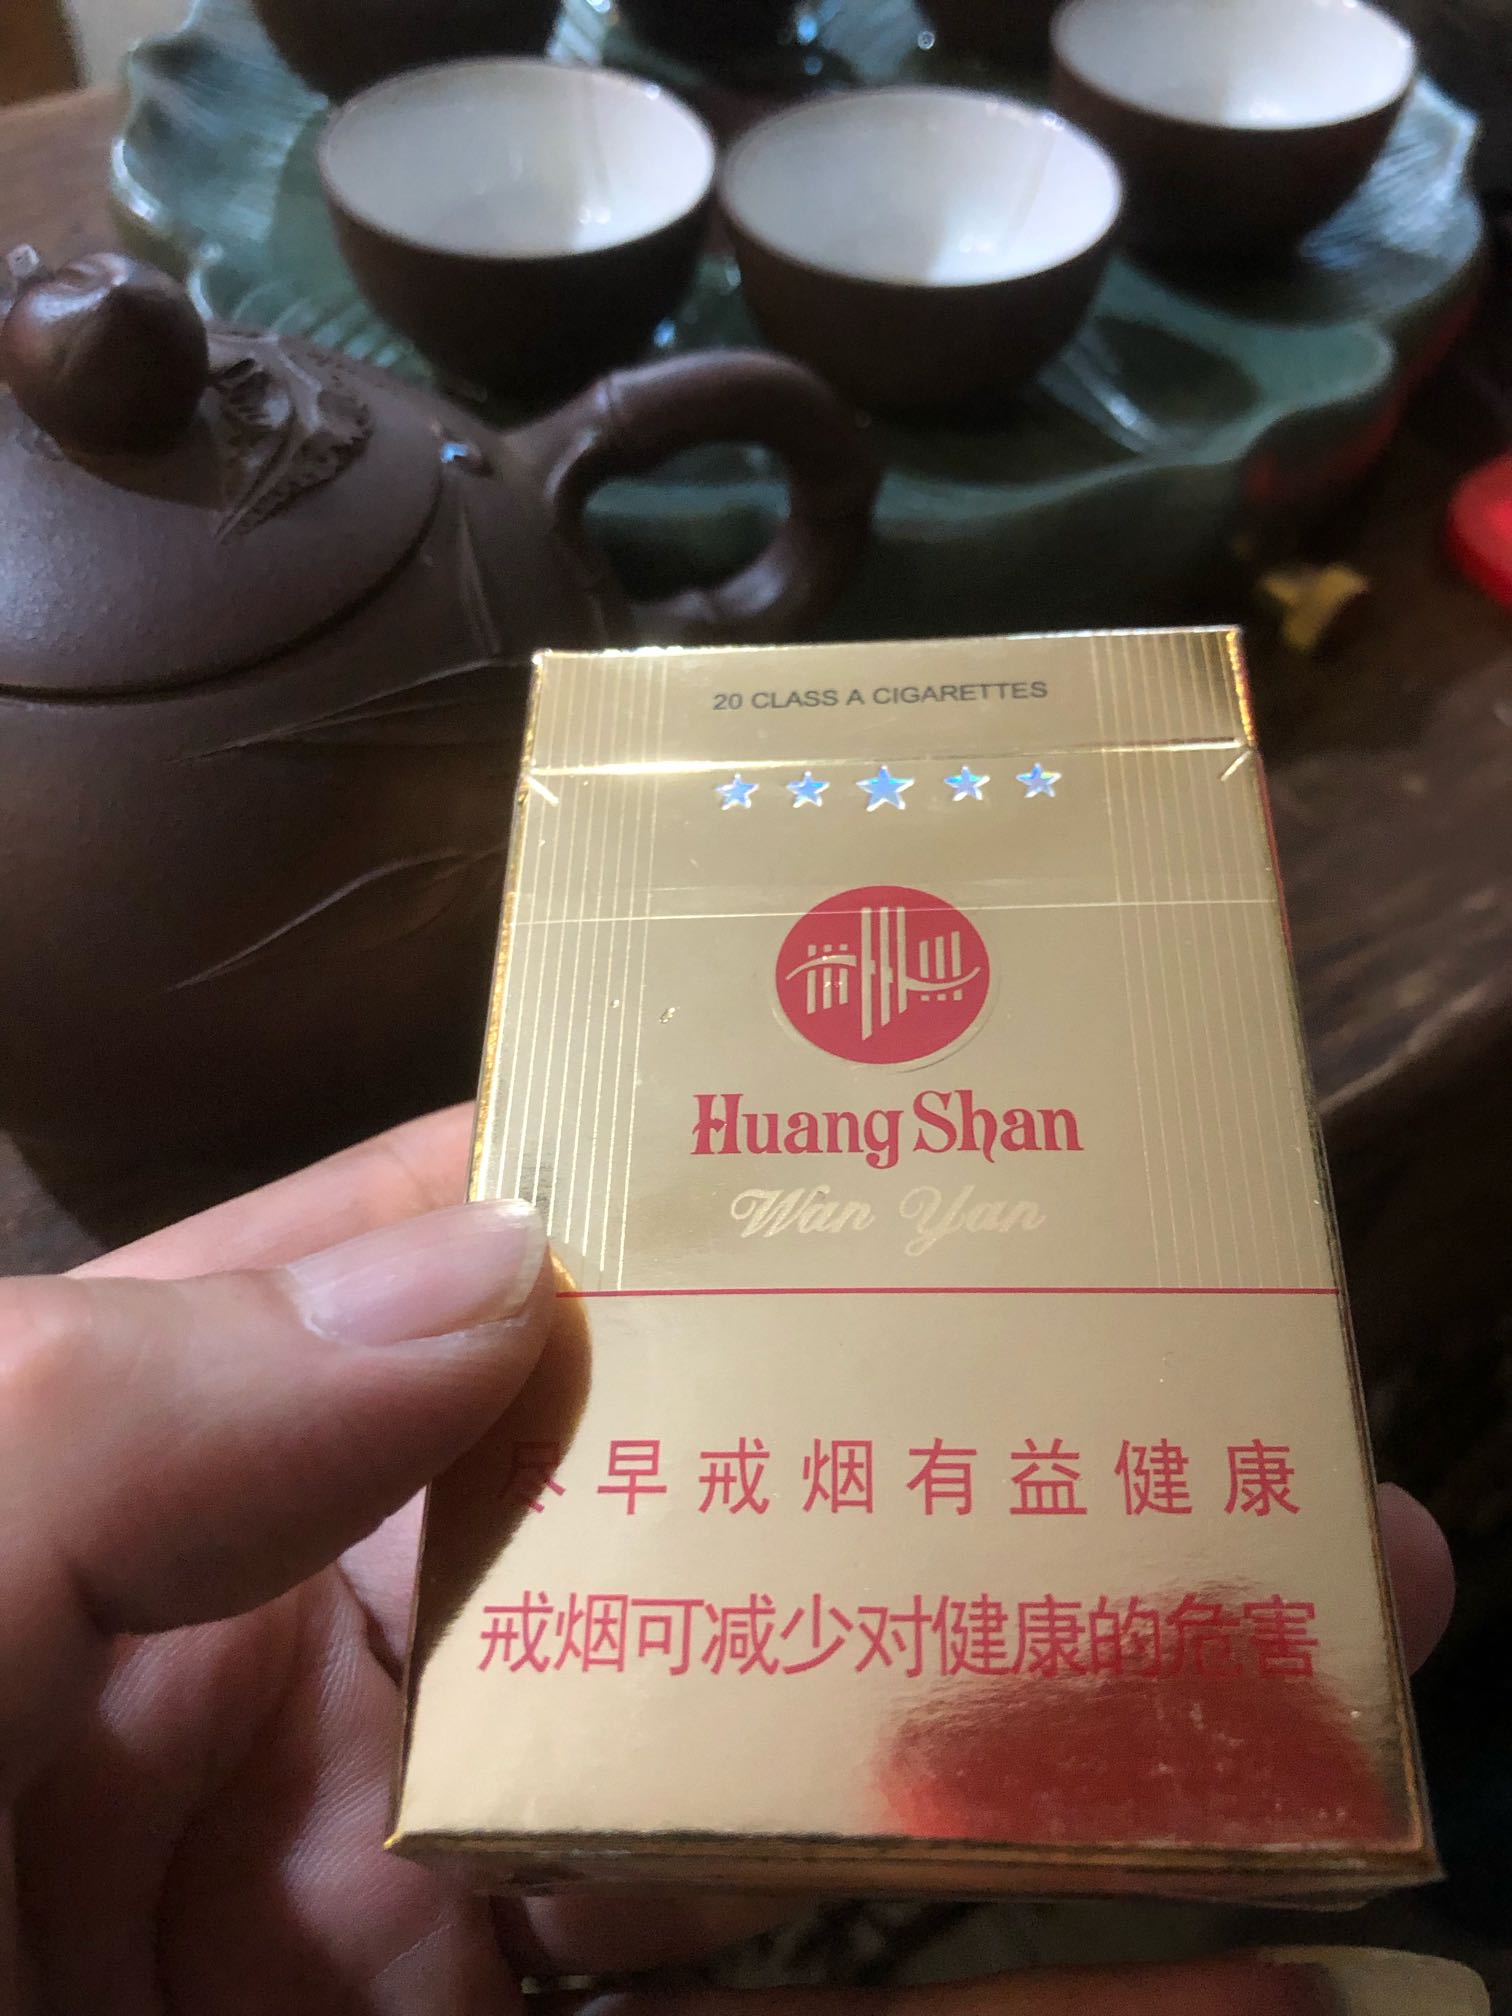 20 CLASS A CIGARETTES
Huang Shan
Wan Yan
尽早戒烟有益健康
戒烟可减少对健康的危害